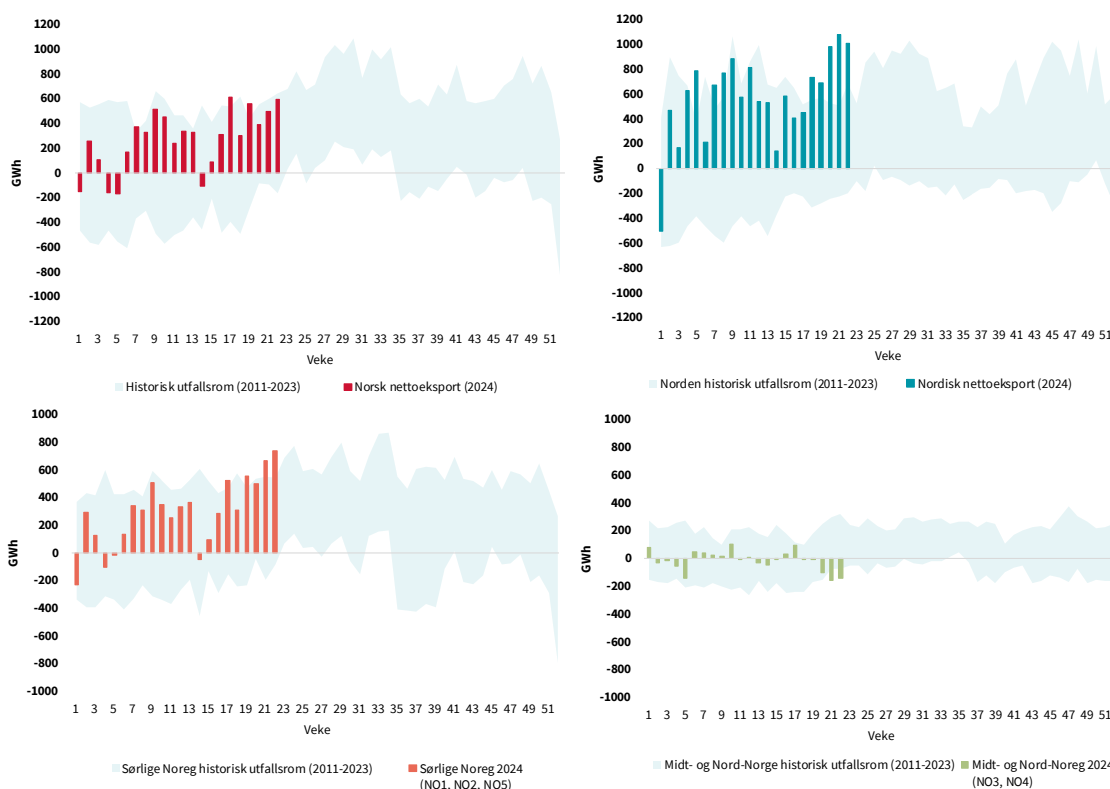 1200
1000
800
600
400
200
0
-200
-400
-600
-800
-1000
-1200
GWh
1 3 5 7 9 11 13 15 17 19 21 23 25 27 29 31 33 35 37 39 41 43 45 47 49 51
Veke
Historisk utfallsrom (2011-2023) Norsk nettoeksport (2024)
1200
1000
800
600
400
200
0
-200
-400
-600
-800
-1000
-1200
GWh
1 3 5 7 9 11 13 15 17 19 21 23 25 27 29 31 33 35 37 39 41 43 45 47 49 51
Veke
Norden historisk utfallsrom (2011-2023) Nordisk nettoeksport (2024)
1000
800
600
400
200
0
-200
-400
-600
-800
-1000
GWh
1 3 5 7 9 11 13 15 17 19 21 23 25 27 29 31 33 35 37 39 41 43 45 47 49 51
Veke
Sørlige Noreg historisk utfallsrom (2011-2023) Sørlige Noreg 2024
(NO1, NO2, NO5)
1000
800
600
400
200
0
-200
-400
-600
-800
-1000
GWh
1 3 5 7 9 11 13 15 17 19 21 23 25 27 29 31 33 35 37 39 41 43 45 47 49 51
Veke
Midt- og Nord-Norge historisk utfallsrom (2011-2023) Midt- og Nord-Noreg 2024
(NO3, NO4)